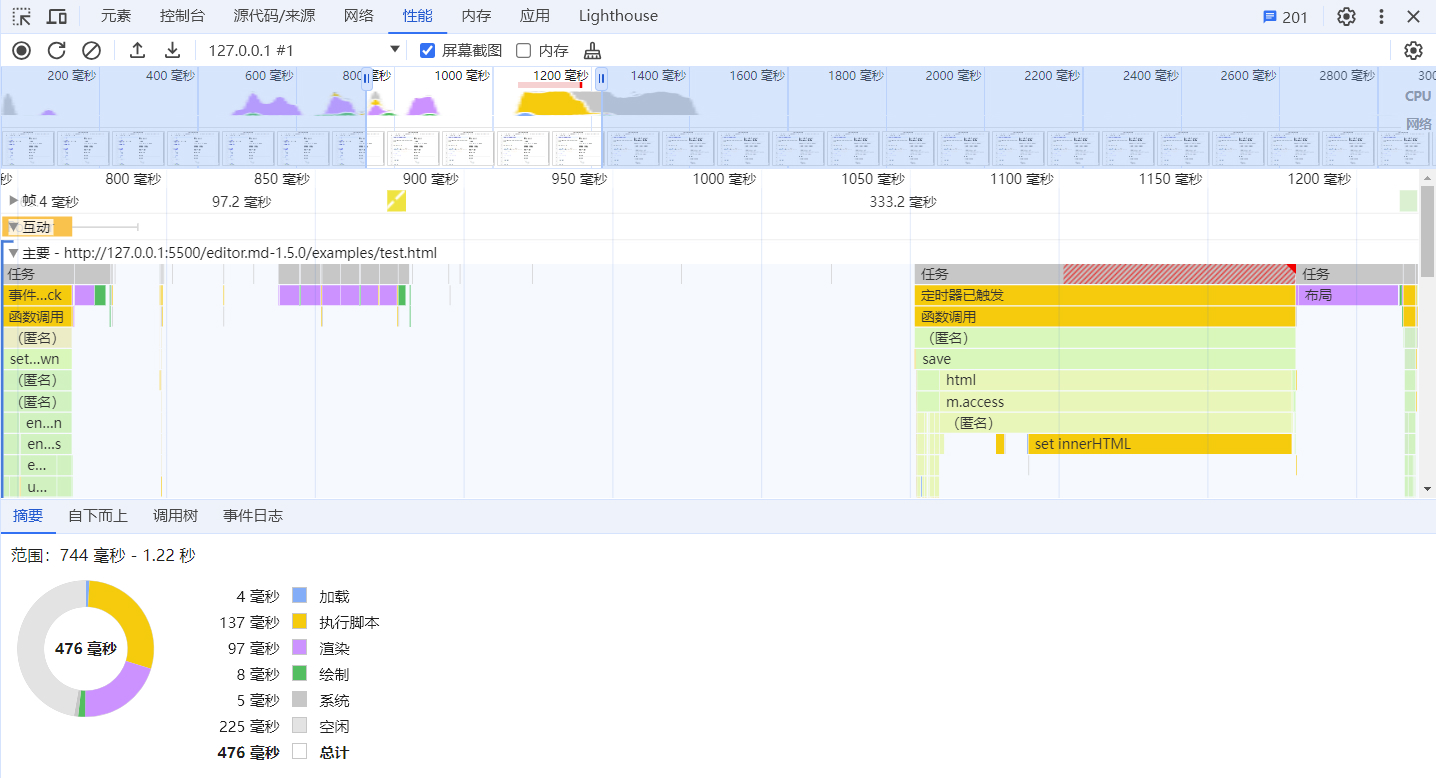 元素 控制台 源代码/来源 网络 性能 内存 应用 Lighthouse 201
127.0.0.1 #1 屏幕截图 内存
200 毫秒 400 毫秒 600 毫秒 800 毫秒 1000 毫秒 1200 毫秒 1400 毫秒 1600 毫秒 1800 毫秒 2000 毫秒 2200 毫秒 2400 毫秒 2600 毫秒 2800 毫秒 300
CPU
网络
秒 800 毫秒 850 毫秒 900 毫秒 950 毫秒 1000 毫秒 1050 毫秒 1100 毫秒 1150 毫秒 1200 毫秒
帧 4 毫秒 97.2 毫秒 333.2 毫秒
互动
主要 - http://127.0.0.1:5500/editor.md-1.5.0/examples/test.html
任务 任务 任务
事件…ck 定时器已触发 布局
函数调用 函数调用
（匿名） （匿名）
set…wn save
（匿名） html
（匿名） m.access
en…n （匿名）
en…s set innerHTML
e…
u…
摘要 自下而上 调用树 事件日志
范围：744 毫秒 - 1.22 秒
476 毫秒
4 毫秒 加载
137 毫秒 执行脚本
97 毫秒 渲染
8 毫秒 绘制
5 毫秒 系统
225 毫秒 空闲
476 毫秒 总计